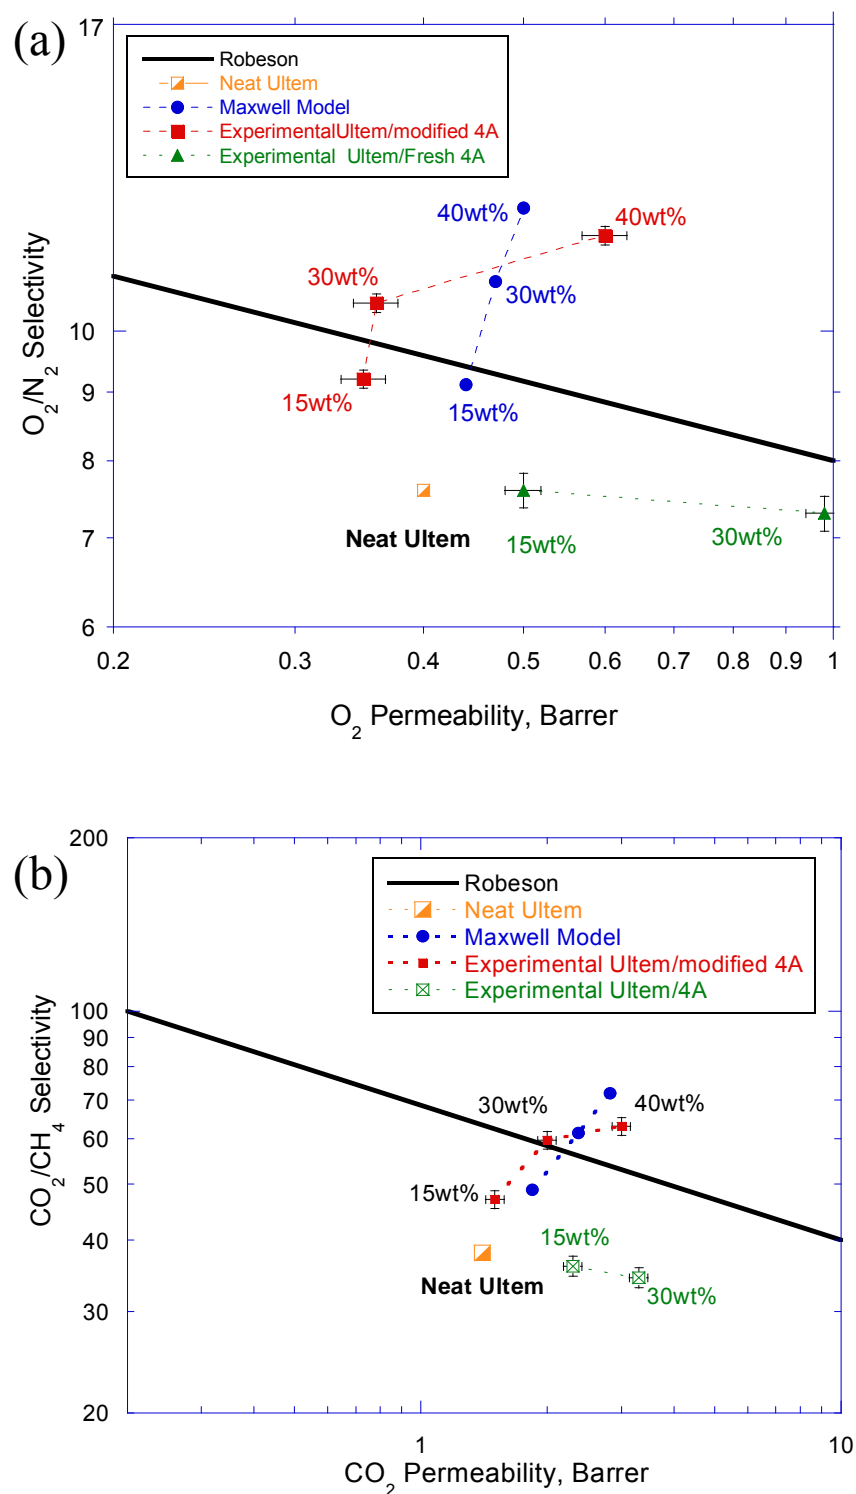 (a)
17
Robeson
Neat Ultem
Maxwell Model
ExperimentalUltem/modified 4A
Experimental Ultem/Fresh 4A
40wt%
40wt%
30wt%
30wt%
10
15wt%
9
15wt%
8
Neat Ultem
15wt%
30wt%
7
6
O2/N2 Selectivity
0.2 0.3 0.4 0.5 0.6 0.7 0.8 0.9 1
O2 Permeability, Barrer
(b)
200
Robeson
Neat Ultem
Maxwell Model
Experimental Ultem/modified 4A
Experimental Ultem/4A
100
90
80
70
30wt%
40wt%
60
15wt%
50
15wt%
40
Neat Ultem
30wt%
30
20
CO2/CH4 Selectivity
1 10
CO2 Permeability, Barrer